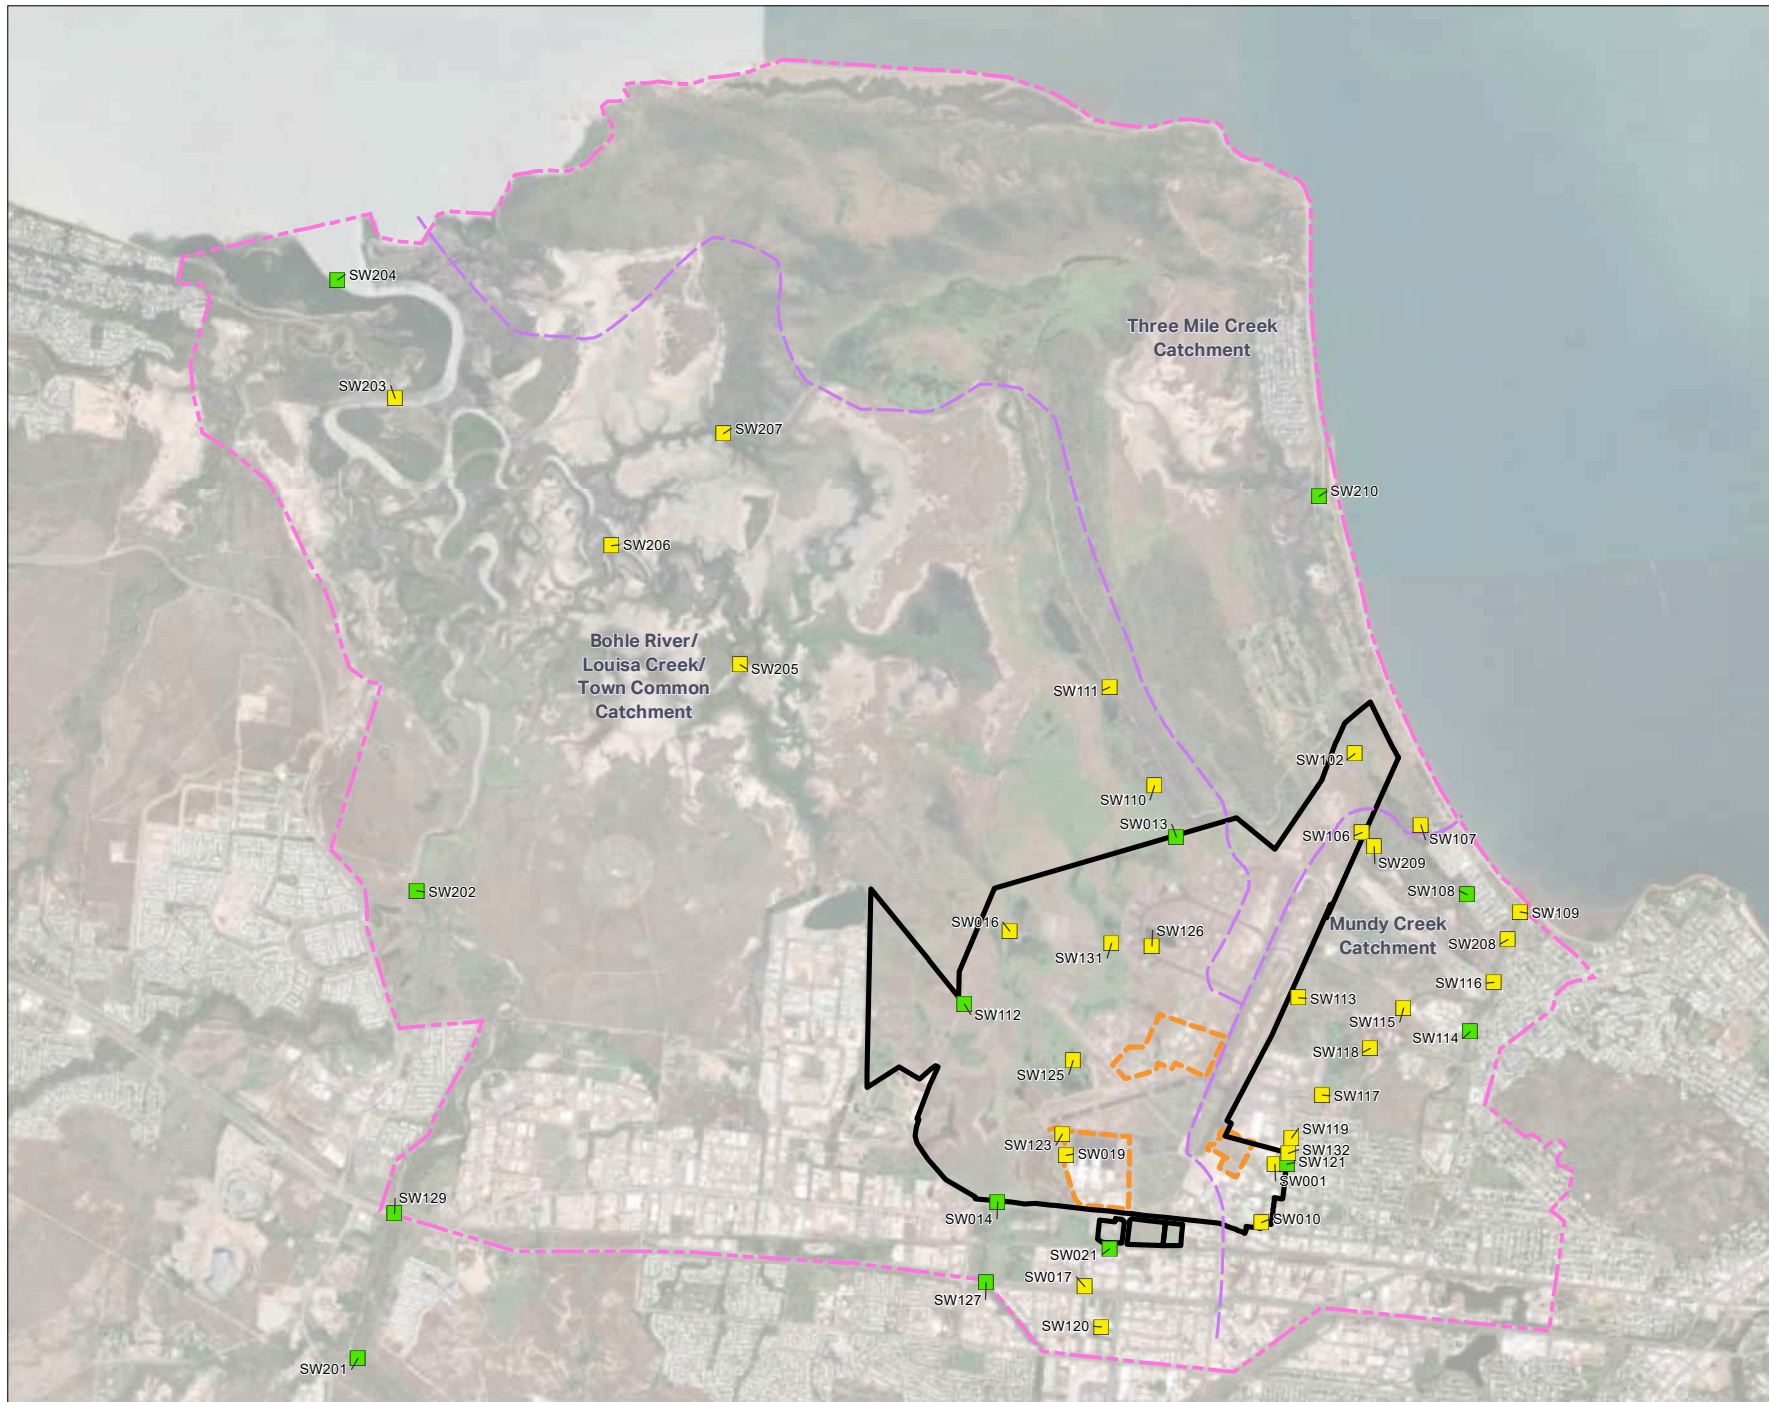 SW204
Three Mile Creek
Catchment
SW203
SW207
SW210
SW206
Bohle River/
Louisa Creek/
Town Common
Catchment
SW205
SW111
SW102
SW110
SW013
SW106
SW107
SW209
SW202
SW108
SW109
SW016
SW126
Mundy Creek
Catchment
SW208
SW131
SW116
SW113
SW112
SW115
SW114
SW118
SW125
SW117
SW119
SW123
SW132
SW019
SW121
SW001
SW129
SW014
SW010
SW021
SW017
SW127
SW120
SW201